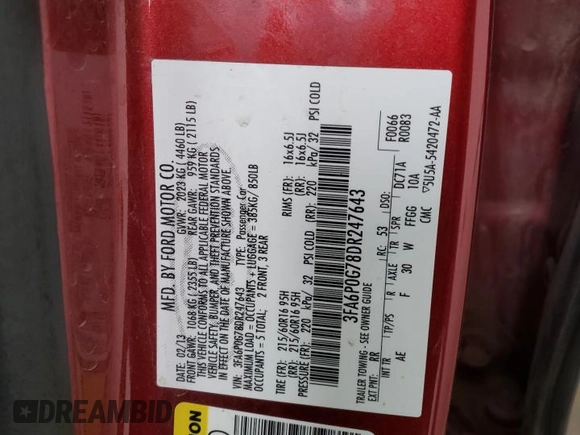 MFD. BY FORD MOTOR CO.
DATE: 02/13 GVWR: 2023 KG ( 4460 LB)
FRONT GAWR: 1068 KG ( 2355 LB) REAR GAWR: 959 KG ( 2115 LB)
THIS VEHICLE CONFORMS TO ALL APPLICABLE FEDERAL MOTOR
VEHICLE SAFETY, BUMPER, AND THEFT PREVENTION STANDARDS
IN EFFECT ON THE DATE OF MANUFACTURE SHOWN ABOVE.
VIN: 3FA6P0G78DR247643 TYPE: Passenger Car
MAXIMUM LOAD = OCCUPANTS + LUGGAGE = 385KG/ 850LB
OCCUPANTS = 5 TOTAL: 2 FRONT, 3 REAR
TIRE (FR): 215/60R16 95H RIMS (FR): 16x6.5J
(RR): 215/60R16 95H (RR): 16x6.5J
PRESSURE (FR): 220 kPa/ 32 PSI COLD (RR): 220 kPa/ 32 PSI COLD
3FA6P0G78DR247643
TRAILER TOWING - SEE OWNER GUIDE
EXT PNT: RR RC: 53 DSO: F0066
INT TR TP/PS R AXLE TR SPR DC71A R0083
AE F 30 W FFGG 10A
CMC 5U5A-5420472-AA
DREAMBID